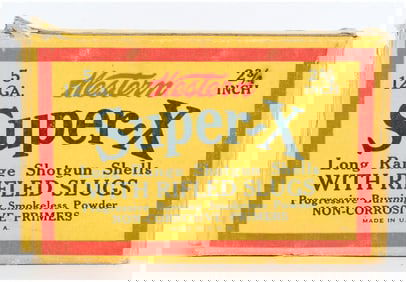 5
12 GA.
Western
2¾
INCH
Super-X
Long Range Shotgun Shells
WITH RIFLED SLUGS
Progressive Burning Smokeless Powder
NON-CORROSIVE PRIMERS
MADE IN U.S.A.